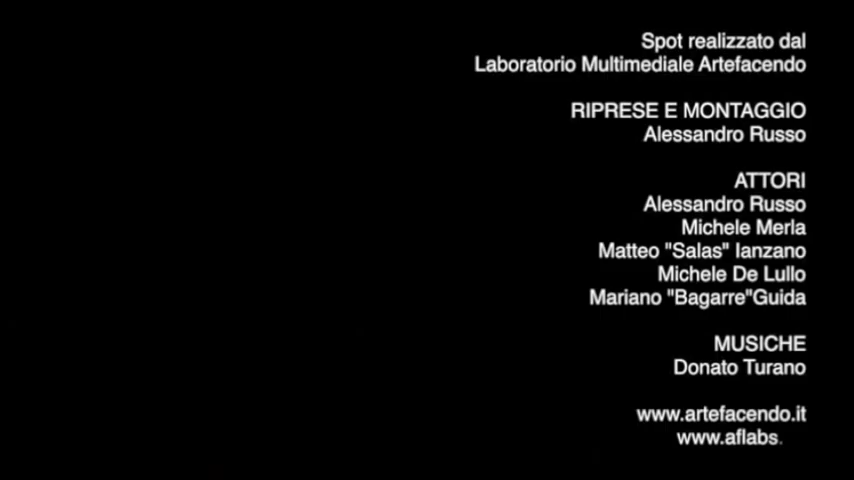 Spot realizzato dal
Laboratorio Multimediale Artefacendo
RIPRESE E MONTAGGIO
Alessandro Russo
ATTORI
Alessandro Russo
Michele Merla
Matteo "Salas" Ianzano
Michele De Lullo
Mariano "Bagarre"Guida
MUSICHE
Donato Turano
www.artefacendo.it
www.aflabs.